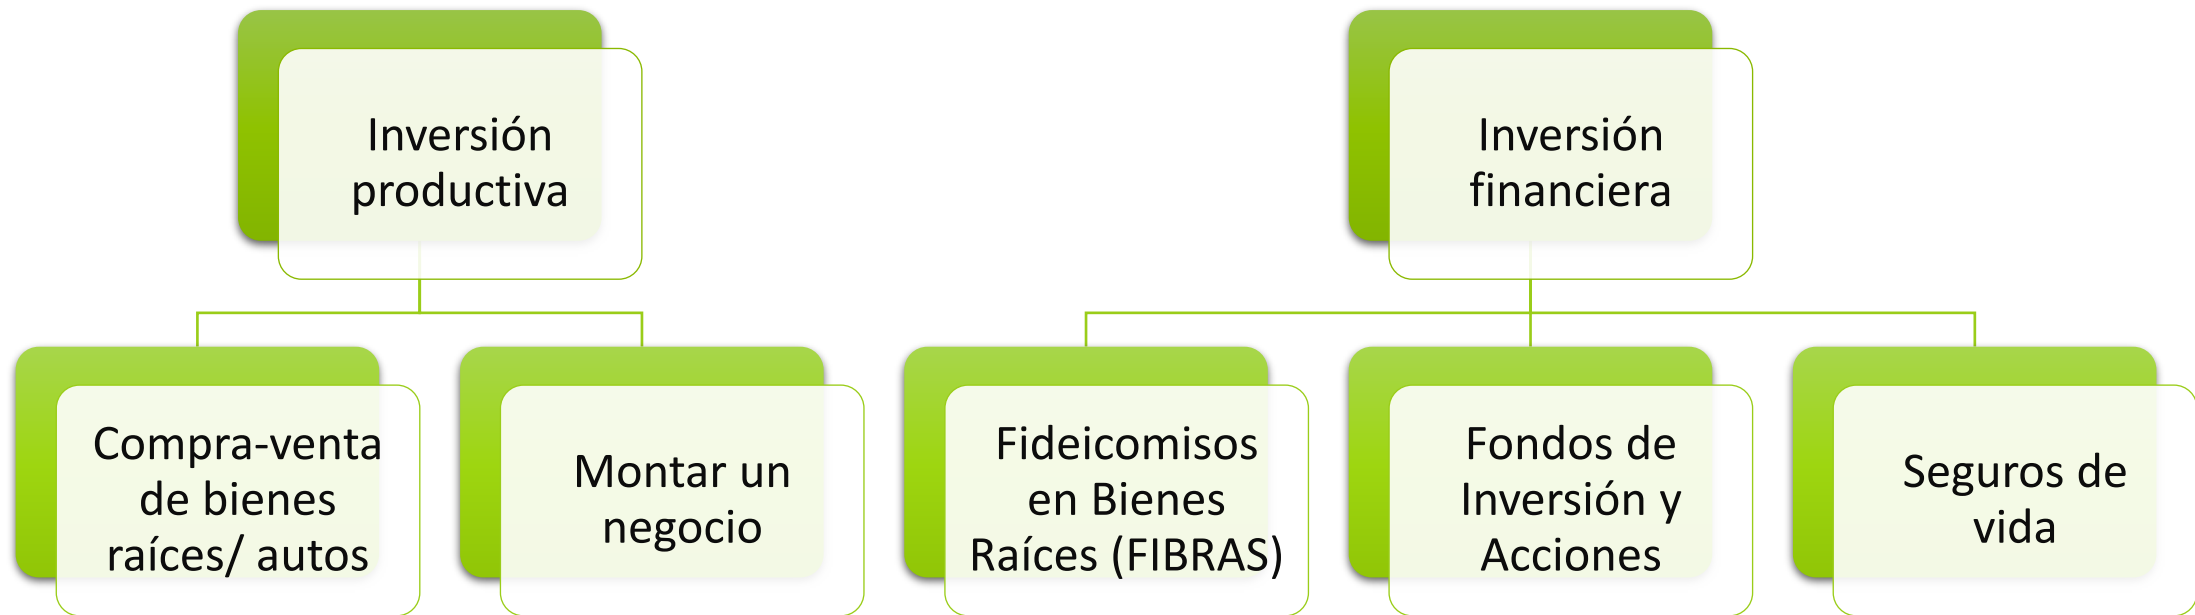 Inversión
productiva
Inversión
financiera
Compra-venta
de bienes
raíces/ autos
Montar un
negocio
Fideicomisos
en Bienes
Raíces (FIBRAS)
Fondos de
Inversión y
Acciones
Seguros de
vida